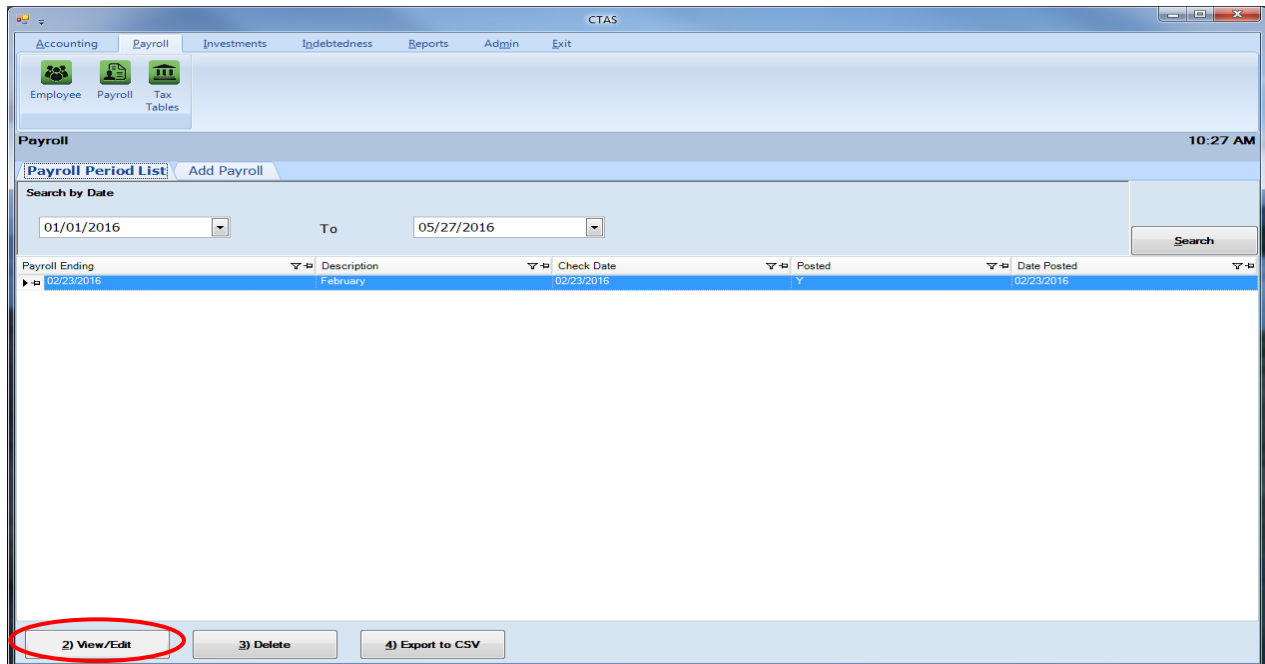 CTAS
Accounting Payroll Investments Indebtedness Reports Admin Exit
Employee Payroll Tax Tables
Payroll 10:27 AM
Payroll Period List Add Payroll
Search by Date
01/01/2016 To 05/27/2016
Search
Payroll Ending Description Check Date Posted Date Posted
02/23/2016 February 02/23/2016 Y 02/23/2016
2) View/Edit 3) Delete 4) Export to CSV